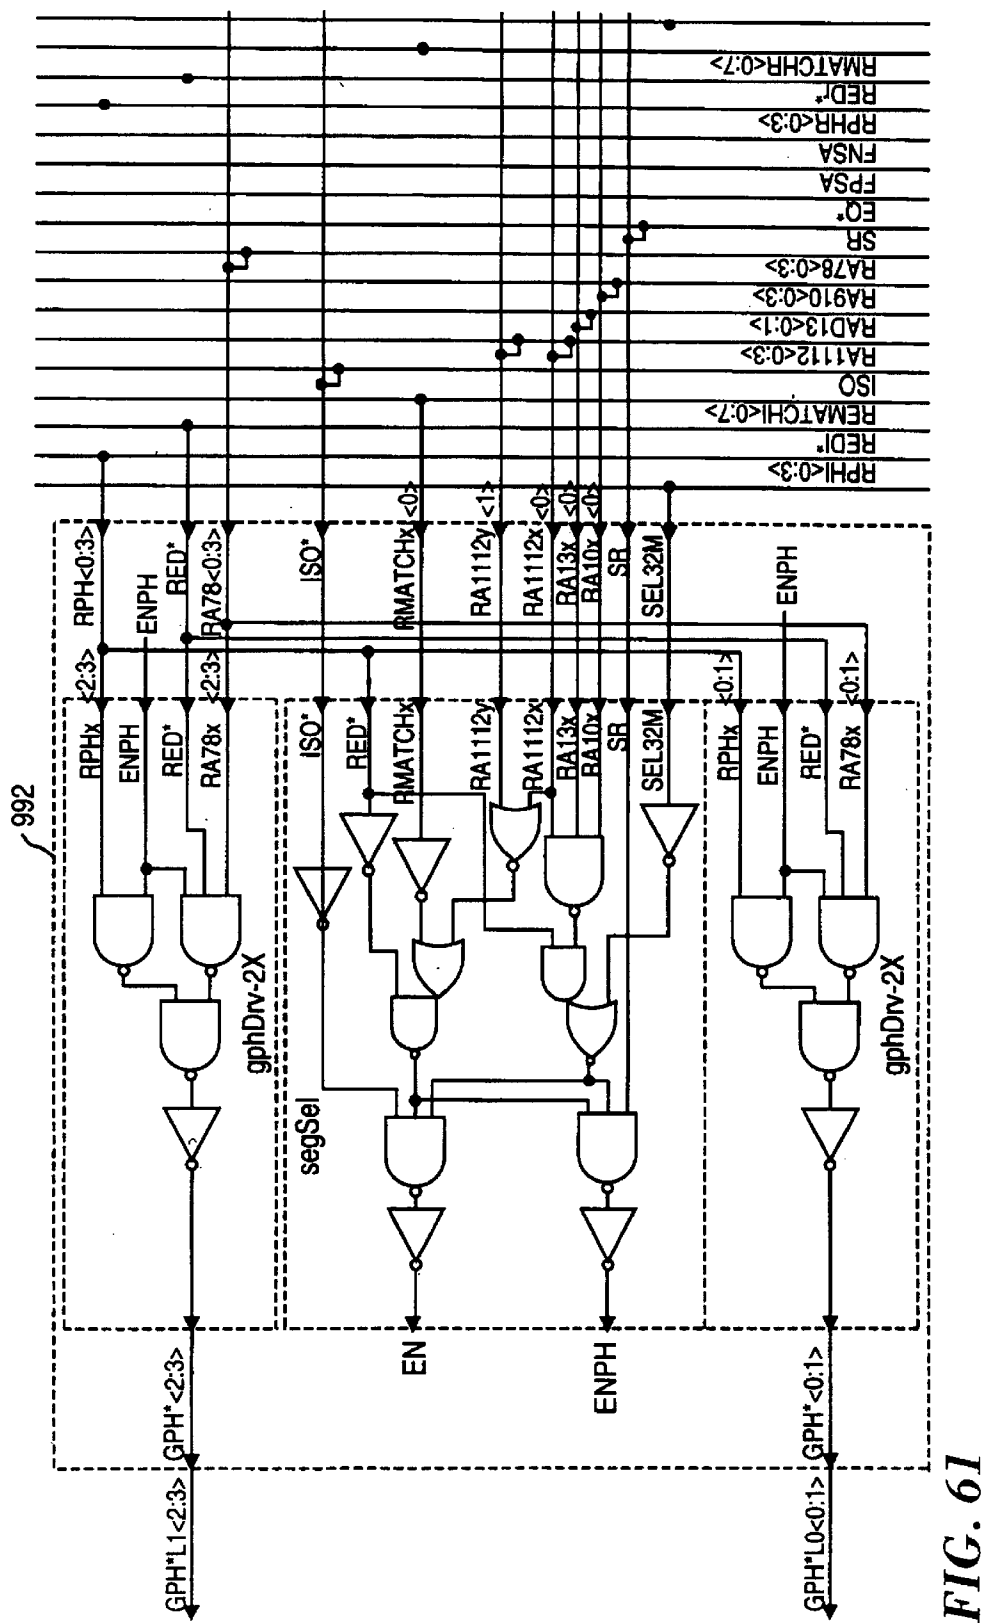 992
RMATCHR<0:7>
REDr*
RPHR<0:3>
FNSA
FPSA
EQ*
SR
RA78<0:3>
RA910<0:3>
RAD13<0:1>
RA1112<0:3>
ISO
REMATCHI<0:7>
REDI*
RPHI<0:3>
RPH<0:3>
ENPH
RED*
RA78<0:3>
ISO*
RMATCHx <0>
RA1112y <1>
RA1112x <0>
RA13x <0>
RA10x <0>
SR
SEL32M
ENPH
<2:3>
<2:3>
<0:1>
<0:1>
RPHx
ENPH
RED*
RA78x
ISO*
RED*
RMATCHx
RA1112y
RA1112x
RA13x
RA10x
SR
SEL32M
RPHx
ENPH
RED*
RA78x
gphDrv-2X
segSel
gphDrv-2X
EN
ENPH
GPH*<2:3>
GPH*<0:1>
GPH*L1<2:3>
GPH*L0<0:1>
FIG. 61